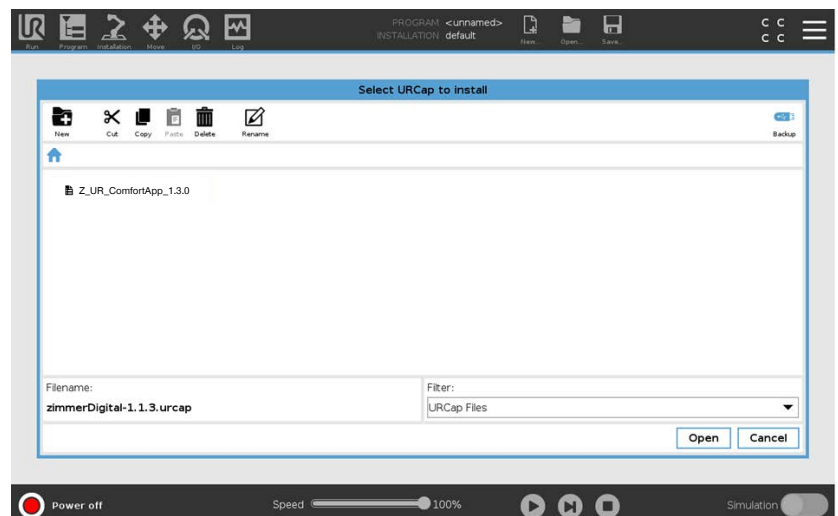 UR
PROGRAM <unnamed>
INSTALLATION default
Run Program Installation Move I/O Log New... Open... Save...
C C
C C
Select URCap to install
New Cut Copy Paste Delete Rename Backup
Z_UR_ComfortApp_1.3.0
Filename: Filter:
zimmerDigital-1.1.3.urcap URCap Files
Open Cancel
Power off Speed 100% Simulation